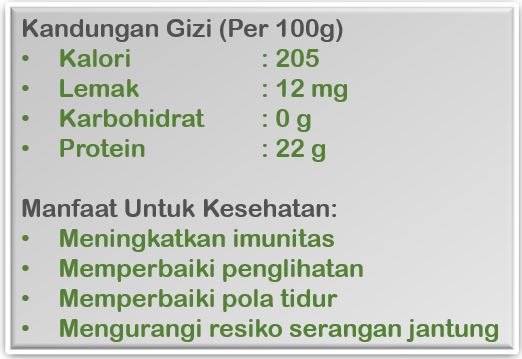 Kandungan Gizi (Per 100g)
• Kalori : 205
• Lemak : 12 mg
• Karbohidrat : 0 g
• Protein : 22 g
Manfaat Untuk Kesehatan:
• Meningkatkan imunitas
• Memperbaiki penglihatan
• Memperbaiki pola tidur
• Mengurangi resiko serangan jantung